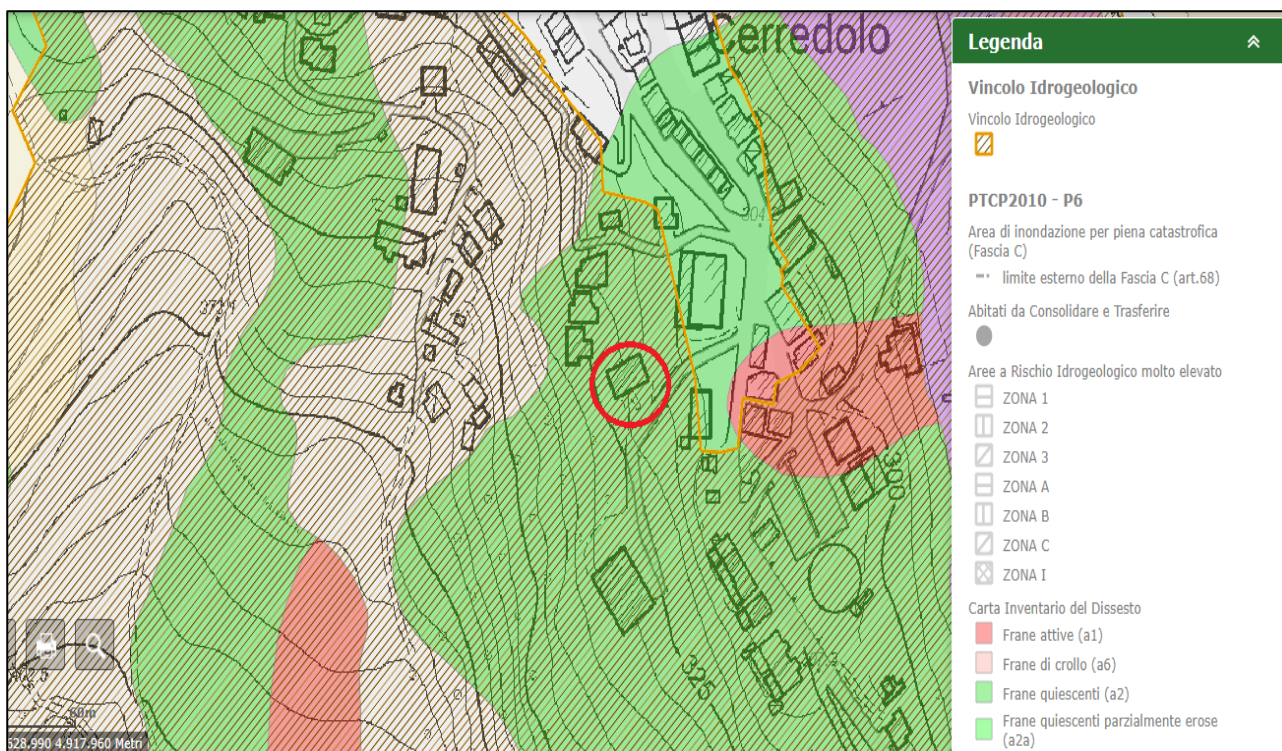 Cerredolo
304.2
300
325
60m
528.990 4.917.960 Metri
Legenda
Vincolo Idrogeologico
Vincolo Idrogeologico
PTCP2010 - P6
Area di inondazione per piena catastrofica
(Fascia C)
limite esterno della Fascia C (art.68)
Abitati da Consolidare e Trasferire
Aree a Rischio Idrogeologico molto elevato
ZONA 1
ZONA 2
ZONA 3
ZONA A
ZONA B
ZONA C
ZONA I
Carta Inventario del Dissesto
Frane attive (a1)
Frane di crollo (a6)
Frane quiescenti (a2)
Frane quiescenti parzialmente erose
(a2a)